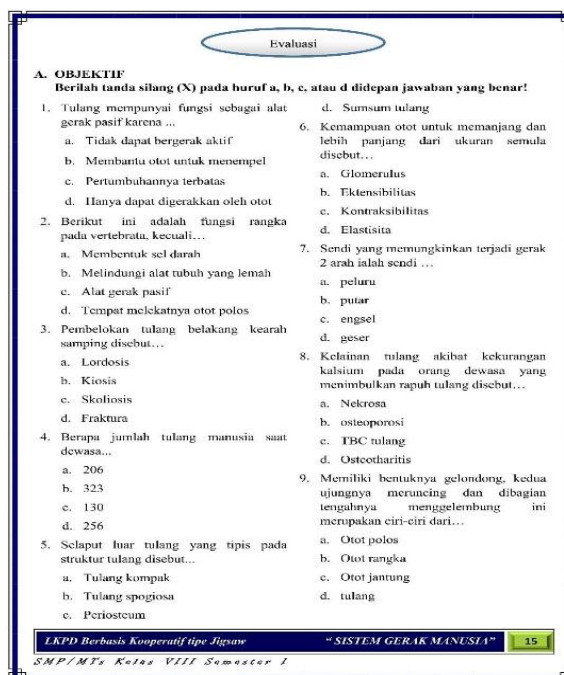 Evaluasi
A. OBJEKTIF
Berilah tanda silang (X) pada huruf a, b, c, atau d didepan jawaban yang benar!
1. Tulang mempunyai fungsi sebagai alat
gerak pasif karena ...
a. Tidak dapat bergerak aktif
b. Membantu otot untuk menempel
c. Pertumbuhannya terbatas
d. Hanya dapat digerakkan oleh otot
2. Berikut ini adalah fungsi rangka
pada vertebrata, kecuali…
a. Membentuk sel darah
b. Melindungi alat tubuh yang lemah
c. Alat gerak pasif
d. Tempat melekatnya otot polos
3. Pembelokan tulang belakang kearah
samping disebut…
a. Lordosis
b. Kiosis
c. Skoliosis
d. Fraktura
4. Berapa jumlah tulang manusia saat
dewasa...
a. 206
b. 323
c. 130
d. 256
5. Selaput luar tulang yang tipis pada
struktur tulang disebut...
a. Tulang kompak
b. Tulang spogiosa
c. Periosteum
d. Sumsum tulang
6. Kemampuan otot untuk memanjang dan
lebih panjang dari ukuran semula
disebut…
a. Glomerulus
b. Ektensibilitas
c. Kontraksibilitas
d. Elastisita
7. Sendi yang memungkinkan terjadi gerak
2 arah ialah sendi …
a. peluru
b. putar
c. engsel
d. geser
8. Kelainan tulang akibat kekurangan
kalsium pada orang dewasa yang
menimbulkan rapuh tulang disebut…
a. Nekrosa
b. osteoporosi
c. TBC tulang
d. Osteotharitis
9. Memiliki bentuknya gelondong, kedua
ujungnya meruncing dan dibagian
tengahnya menggelembung ini
merupakan ciri-ciri dari…
a. Otot polos
b. Otot rangka
c. Otot jantung
d. tulang
LKPD Berbasis Kooperatif tipe Jigsaw “ SISTEM GERAK MANUSIA” 15
SMP/MTs Kelas VIII Semester I